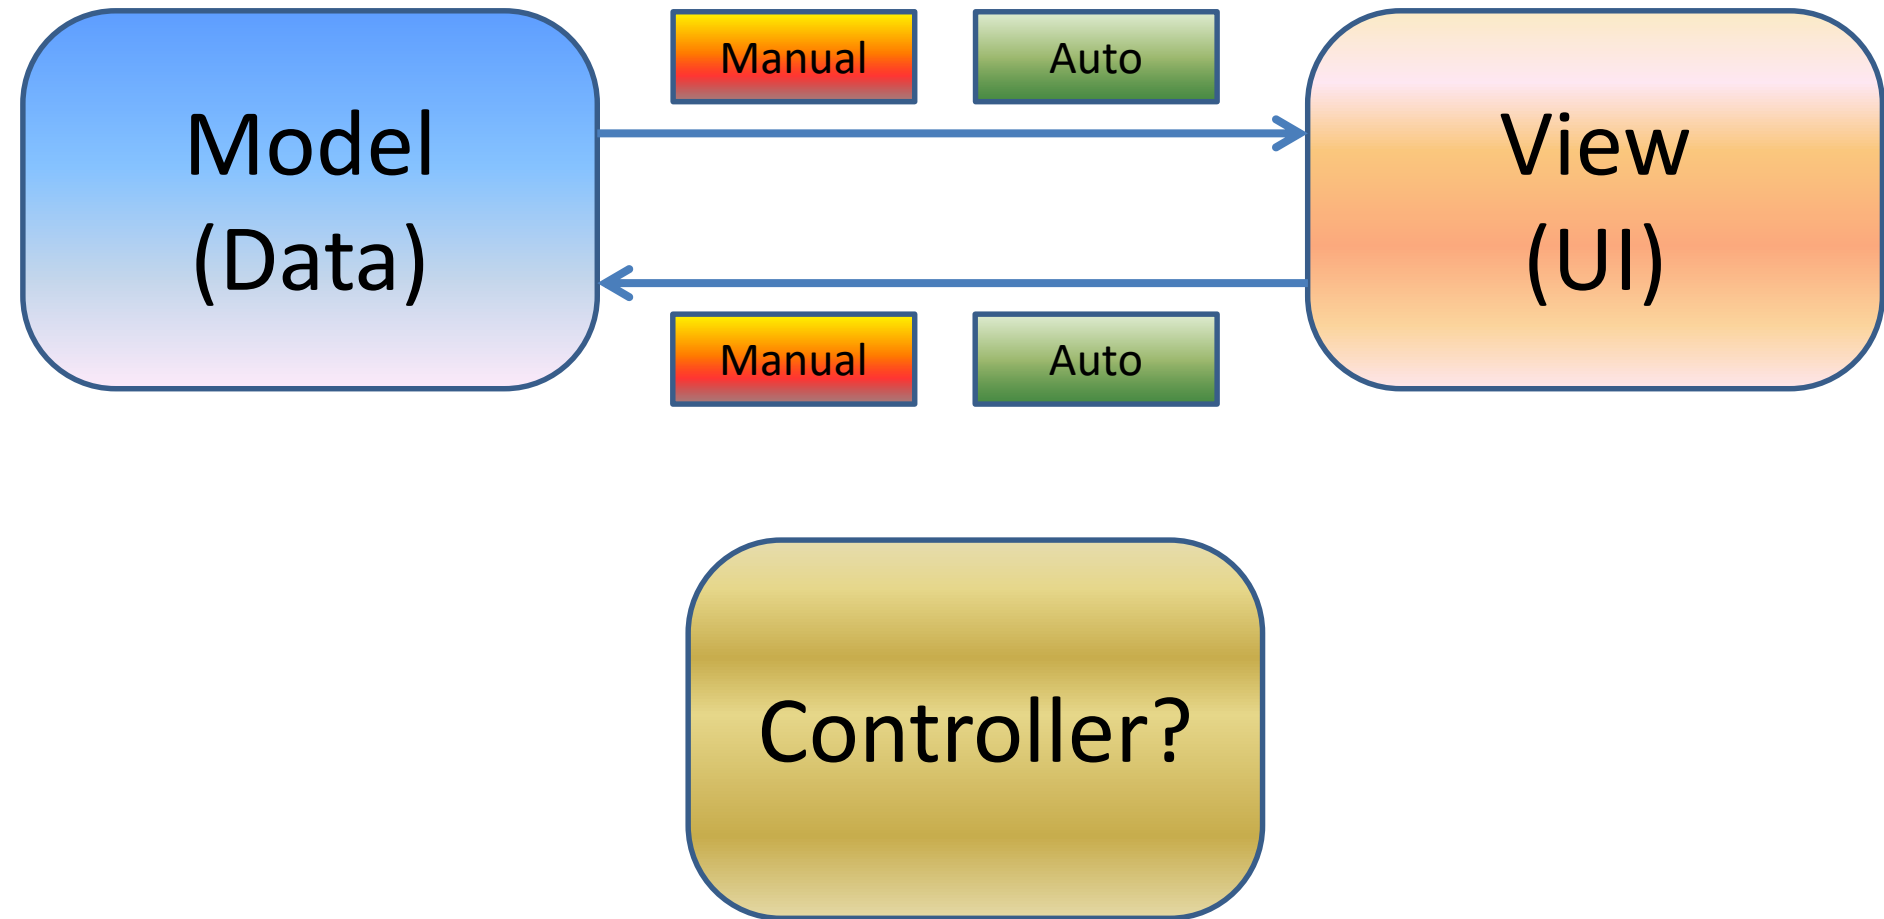 Manual Auto
Model
(Data)
View
(UI)
Manual Auto
Controller?